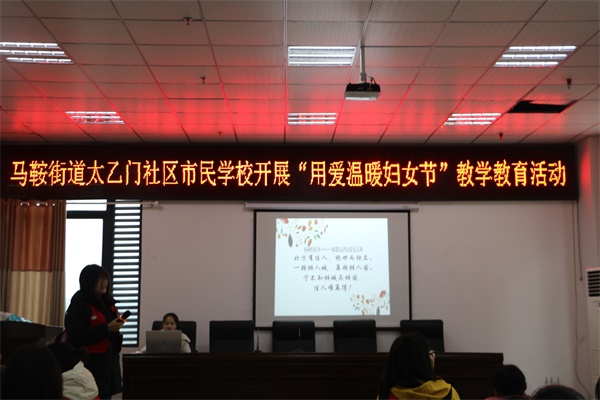 马鞍街道太乙门社区市民学校开展“用爱温暖妇女节”教学教育活动
北方有佳人，绝世而独立。
一顾倾人城，再顾倾人国。
宁不知倾城与倾国，
佳人难再得！